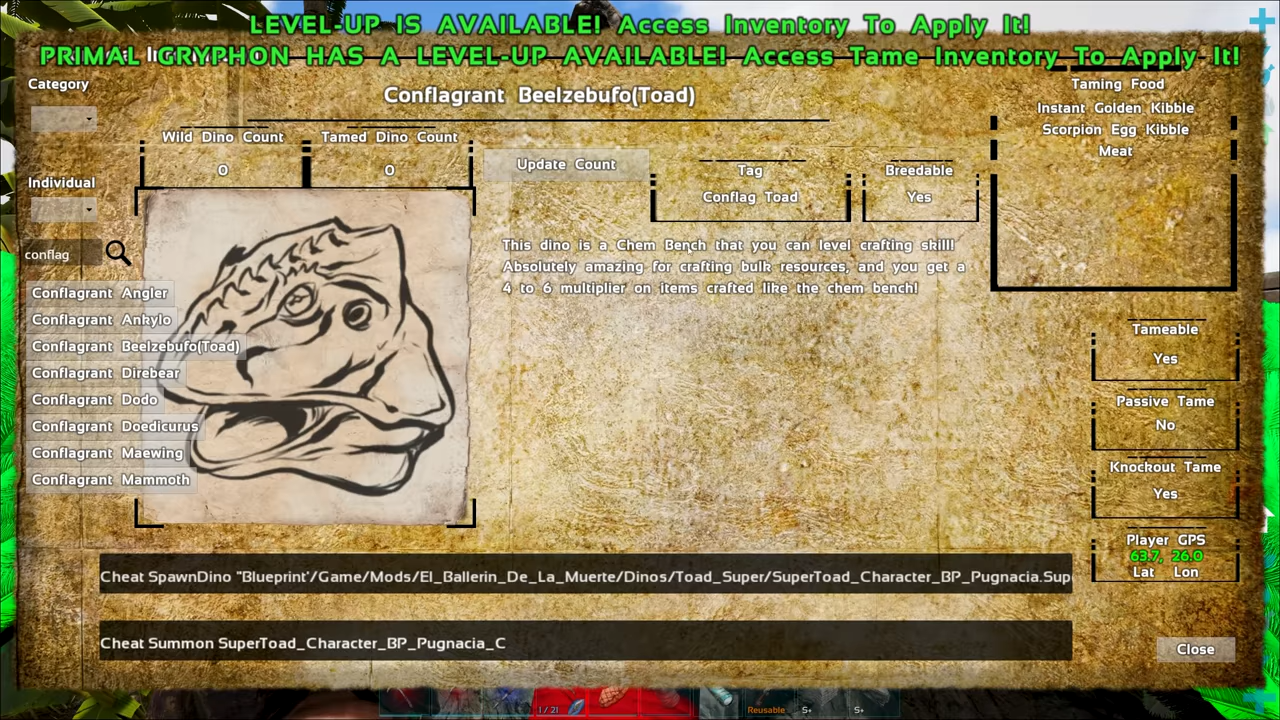 LEVEL-UP IS AVAILABLE! Access Inventory To Apply It!
PRIMAL GRYPHON HAS A LEVEL-UP AVAILABLE! Access Tame Inventory To Apply It!
Category
Conflagrant Beelzebufo(Toad)
Wild Dino Count
0
Tamed Dino Count
0
Update Count
Tag
Conflag Toad
Breedable
Yes
Taming Food
Instant Golden Kibble
Scorpion Egg Kibble
Meat
Individual
conflag
This dino is a Chem Bench that you can level crafting skill!
Absolutely amazing for crafting bulk resources, and you get a
4 to 6 multiplier on items crafted like the chem bench!
Conflagrant Angler
Conflagrant Ankylo
Conflagrant Beelzebufo(Toad)
Conflagrant Direbear
Conflagrant Dodo
Conflagrant Doedicurus
Conflagrant Maewing
Conflagrant Mammoth
Tameable
Yes
Passive Tame
No
Knockout Tame
Yes
Player GPS
63.7, 26.0
Lat Lon
Cheat SpawnDino "Blueprint'/Game/Mods/El_Ballerin_De_La_Muerte/Dinos/Toad_Super/SuperToad_Character_BP_Pugnacia.Sup
Cheat Summon SuperToad_Character_BP_Pugnacia_C
Close
1 / 21
Reusable
S+
S+